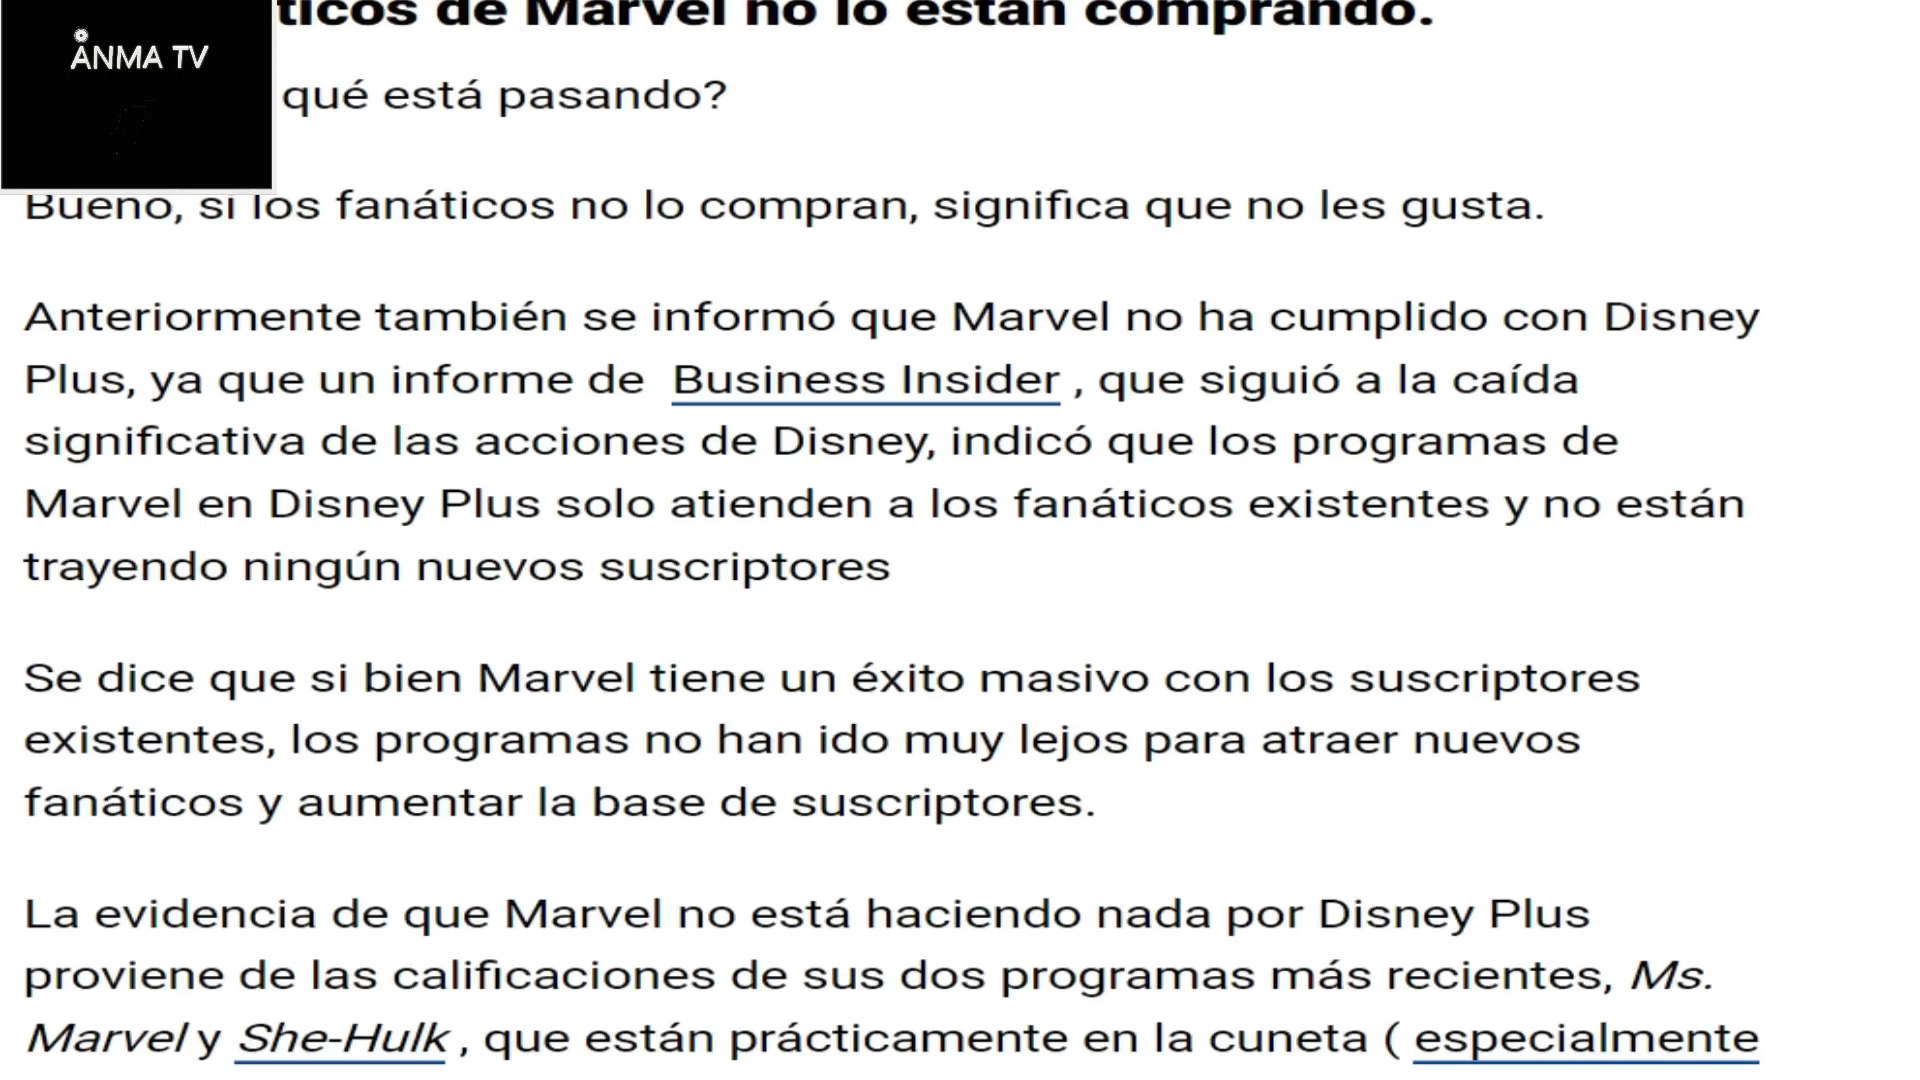 ticos de Marvel no lo están comprando.
ANMA TV
qué está pasando?
Bueno, si los fanáticos no lo compran, significa que no les gusta.
Anteriormente también se informó que Marvel no ha cumplido con Disney
Plus, ya que un informe de Business Insider , que siguió a la caída
significativa de las acciones de Disney, indicó que los programas de
Marvel en Disney Plus solo atienden a los fanáticos existentes y no están
trayendo ningún nuevos suscriptores
Se dice que si bien Marvel tiene un éxito masivo con los suscriptores
existentes, los programas no han ido muy lejos para atraer nuevos
fanáticos y aumentar la base de suscriptores.
La evidencia de que Marvel no está haciendo nada por Disney Plus
proviene de las calificaciones de sus dos programas más recientes, Ms.
Marvel y She-Hulk , que están prácticamente en la cuneta ( especialmente